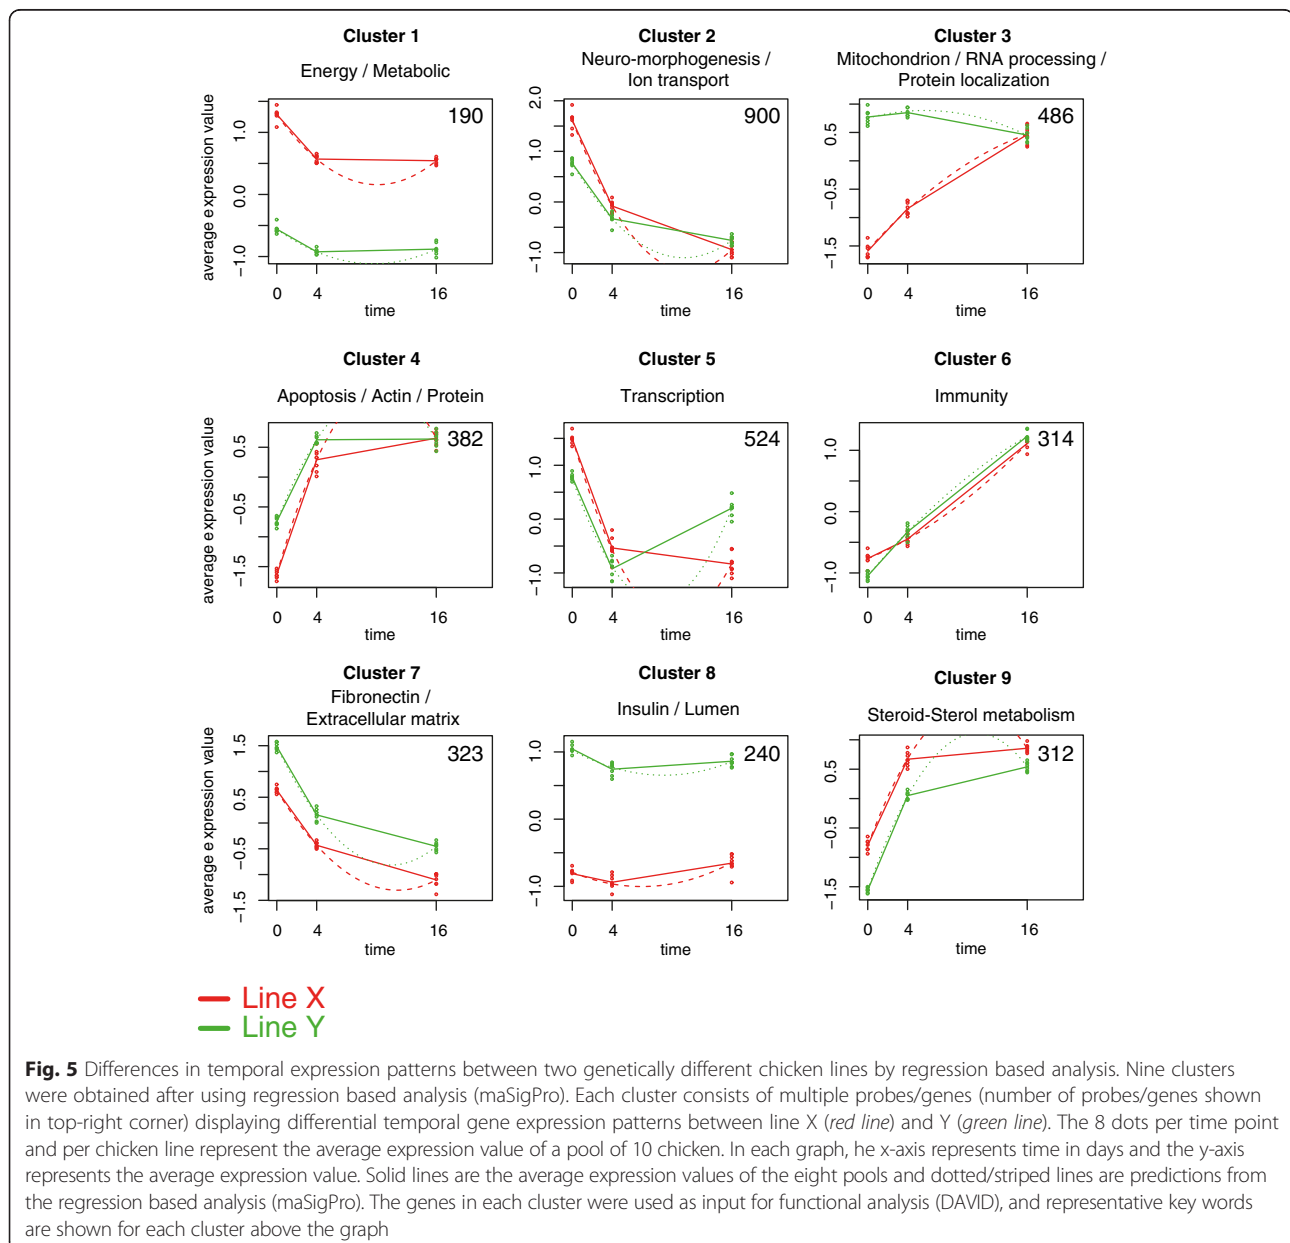 Cluster 1
Energy / Metabolic
190
average expression value
1.0
0.0
−1.0
0 4 16
time
Cluster 2
Neuro-morphogenesis /
Ion transport
900
2.0
1.0
0.0
−1.0
0 4 16
time
Cluster 3
Mitochondrion / RNA processing /
Protein localization
486
0.5
−0.5
−1.5
0 4 16
time
Cluster 4
Apoptosis / Actin / Protein
382
average expression value
0.5
−0.5
−1.5
0 4 16
time
Cluster 5
Transcription
524
1.0
0.0
−1.0
0 4 16
time
Cluster 6
Immunity
314
1.0
0.0
−1.0
0 4 16
time
Cluster 7
Fibronectin /
Extracellular matrix
323
average expression value
1.5
0.5
−0.5
−1.5
0 4 16
time
Cluster 8
Insulin / Lumen
240
1.0
0.0
−1.0
0 4 16
time
Cluster 9
Steroid-Sterol metabolism
312
0.5
−0.5
−1.5
0 4 16
time
Line X
Line Y
Fig. 5 Differences in temporal expression patterns between two genetically different chicken lines by regression based analysis. Nine clusters
were obtained after using regression based analysis (maSigPro). Each cluster consists of multiple probes/genes (number of probes/genes shown
in top-right corner) displaying differential temporal gene expression patterns between line X (red line) and Y (green line). The 8 dots per time point
and per chicken line represent the average expression value of a pool of 10 chicken. In each graph, he x-axis represents time in days and the y-axis
represents the average expression value. Solid lines are the average expression values of the eight pools and dotted/striped lines are predictions from
the regression based analysis (maSigPro). The genes in each cluster were used as input for functional analysis (DAVID), and representative key words
are shown for each cluster above the graph